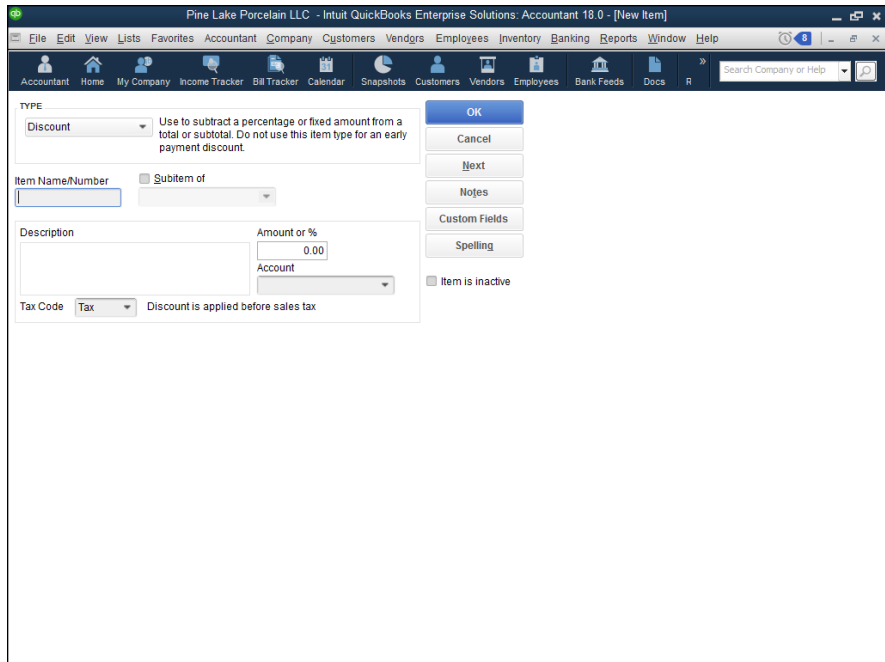 qb
Pine Lake Porcelain LLC - Intuit QuickBooks Enterprise Solutions: Accountant 18.0 - [New Item]
File Edit View Lists Favorites Accountant Company Customers Vendors Employees Inventory Banking Reports Window Help 8
31
Accountant Home My Company Income Tracker Bill Tracker Calendar Snapshots Customers Vendors Employees Bank Feeds Docs R » Search Company or Help
TYPE
Discount
Use to subtract a percentage or fixed amount from a
total or subtotal. Do not use this item type for an early
payment discount.
OK
Cancel
Next
Notes
Custom Fields
Spelling
Item is inactive
Item Name/Number Subitem of
Description Amount or %
0.00
Account
Tax Code Tax Discount is applied before sales tax